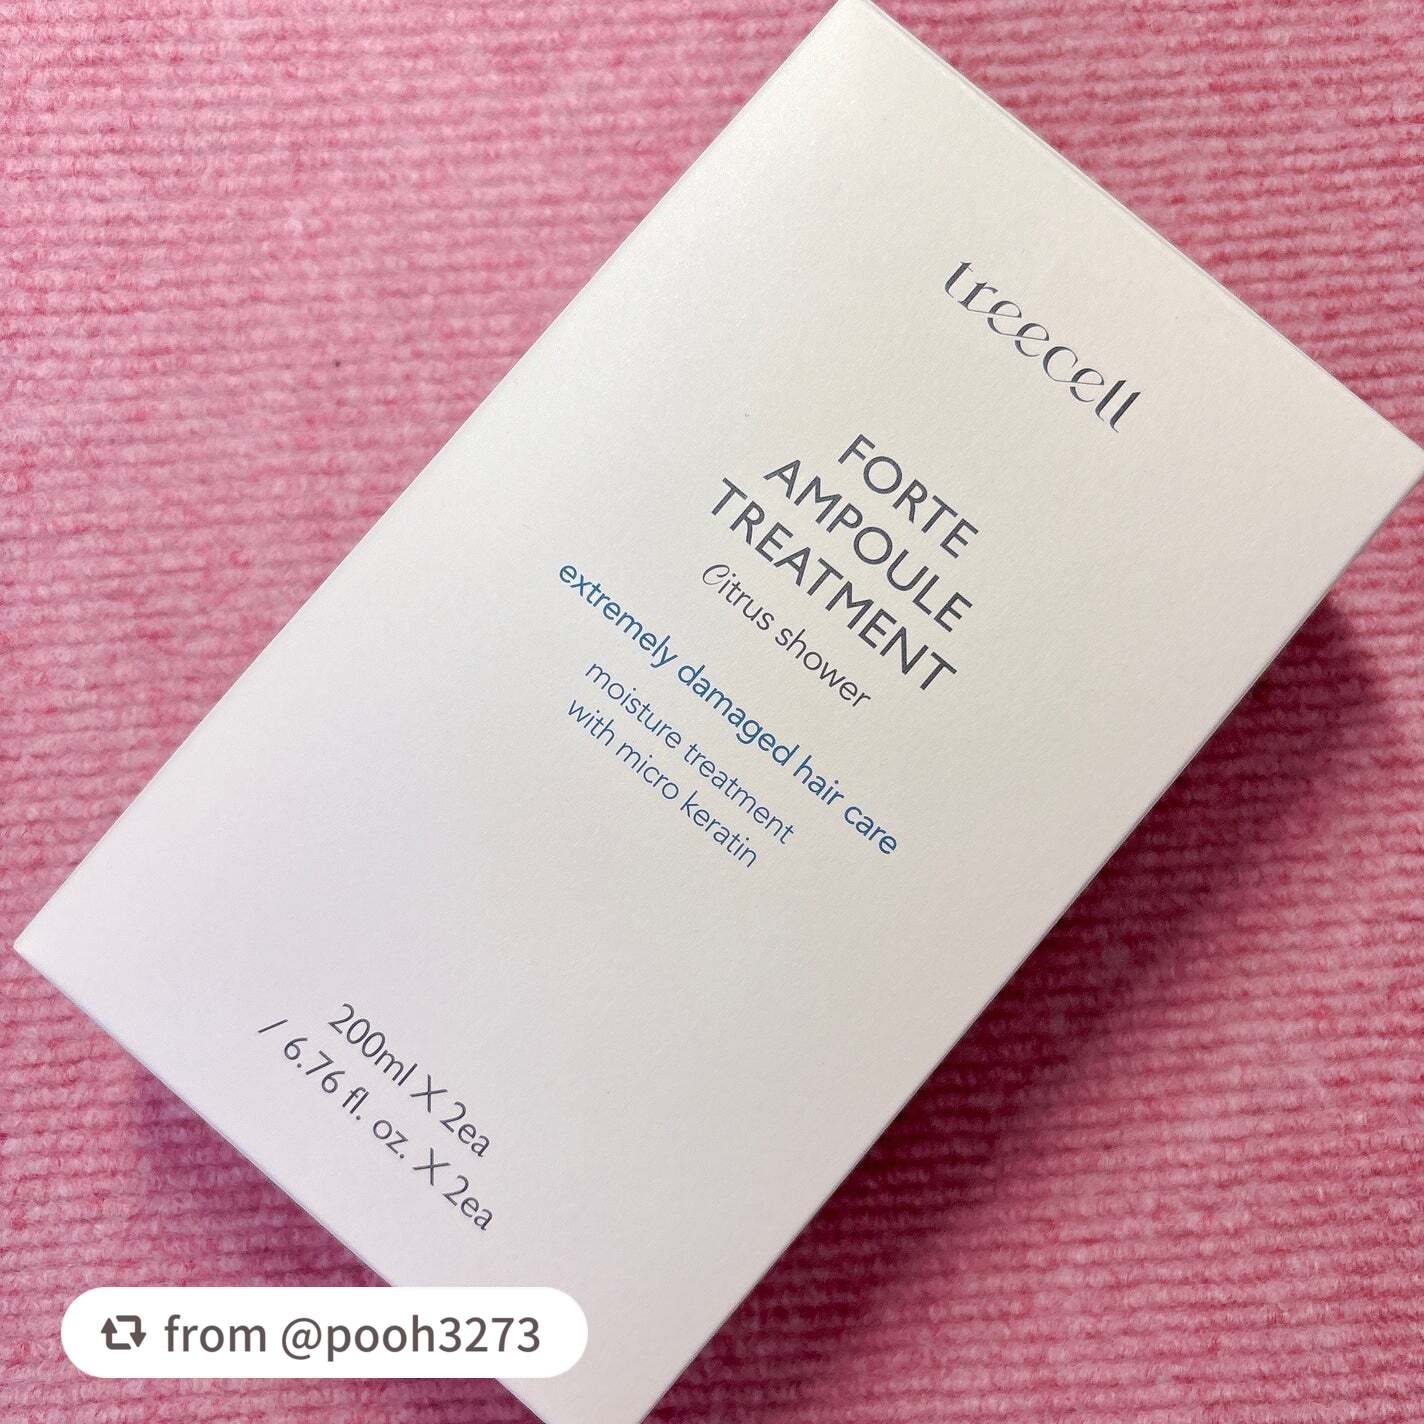 treecell
FORTE
AMPOULE
TREATMENT
Citrus shower
extremely damaged hair care
moisture treatment
with micro keratin
200ml X 2ea
/ 6.76 fl. oz. X 2ea
from @pooh3273